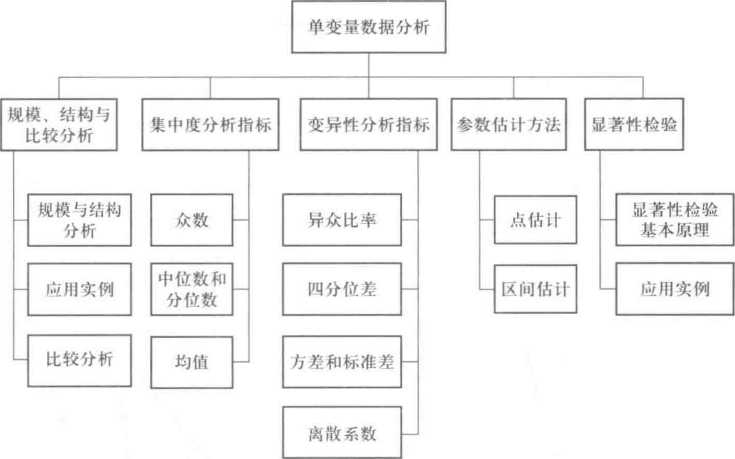 单变量数据分析
规模、结构与
比较分析
集中度分析指标
变异性分析指标
参数估计方法
显著性检验
规模与结构
分析
众数
异众比率
点估计
显著性检验
基本原理
应用实例
中位数和
分位数
四分位差
区间估计
应用实例
比较分析
均值
方差和标准差
离散系数